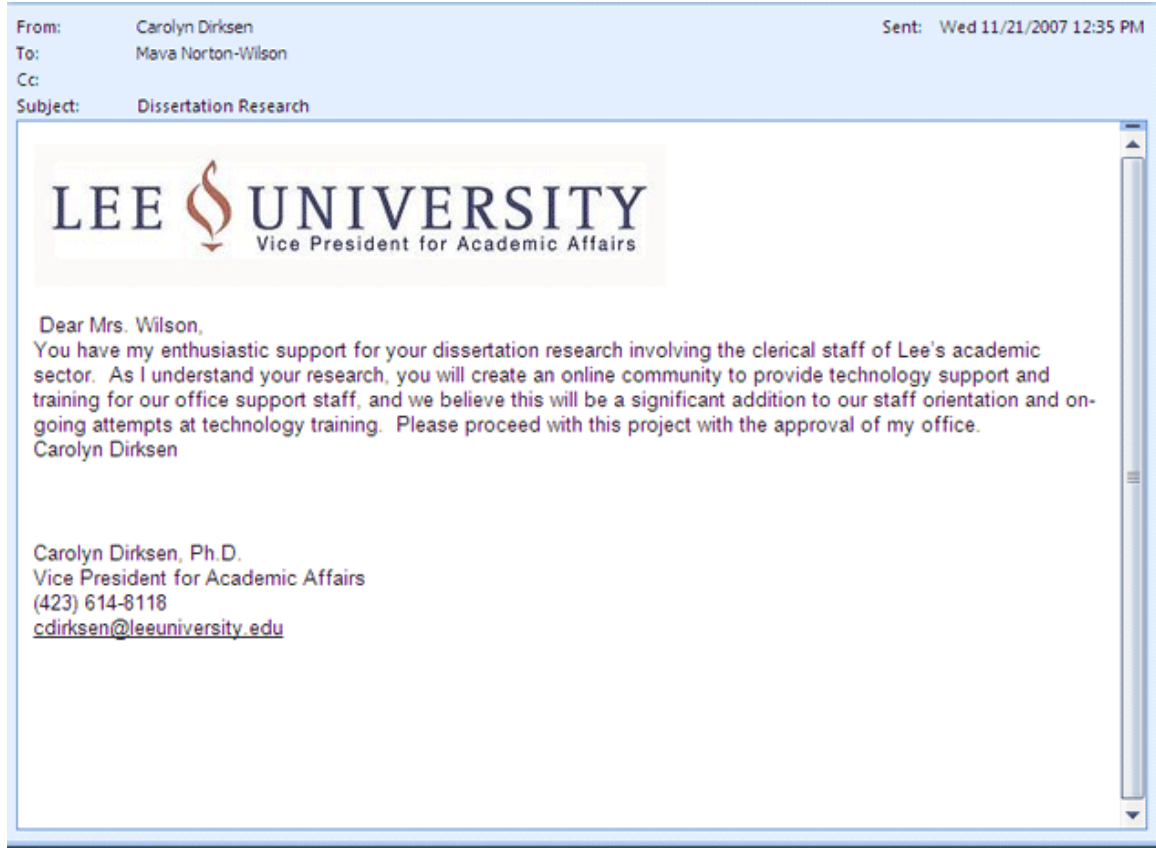 From: Carolyn Dirksen Sent: Wed 11/21/2007 12:35 PM
To: Mava Norton-Wilson
Cc:
Subject: Dissertation Research
LEE UNIVERSITY
Vice President for Academic Affairs
Dear Mrs. Wilson,
You have my enthusiastic support for your dissertation research involving the clerical staff of Lee's academic
sector. As I understand your research, you will create an online community to provide technology support and
training for our office support staff, and we believe this will be a significant addition to our staff orientation and on-
going attempts at technology training. Please proceed with this project with the approval of my office.
Carolyn Dirksen
Carolyn Dirksen, Ph.D.
Vice President for Academic Affairs
(423) 614-8118
cdirksen@leeuniversity.edu